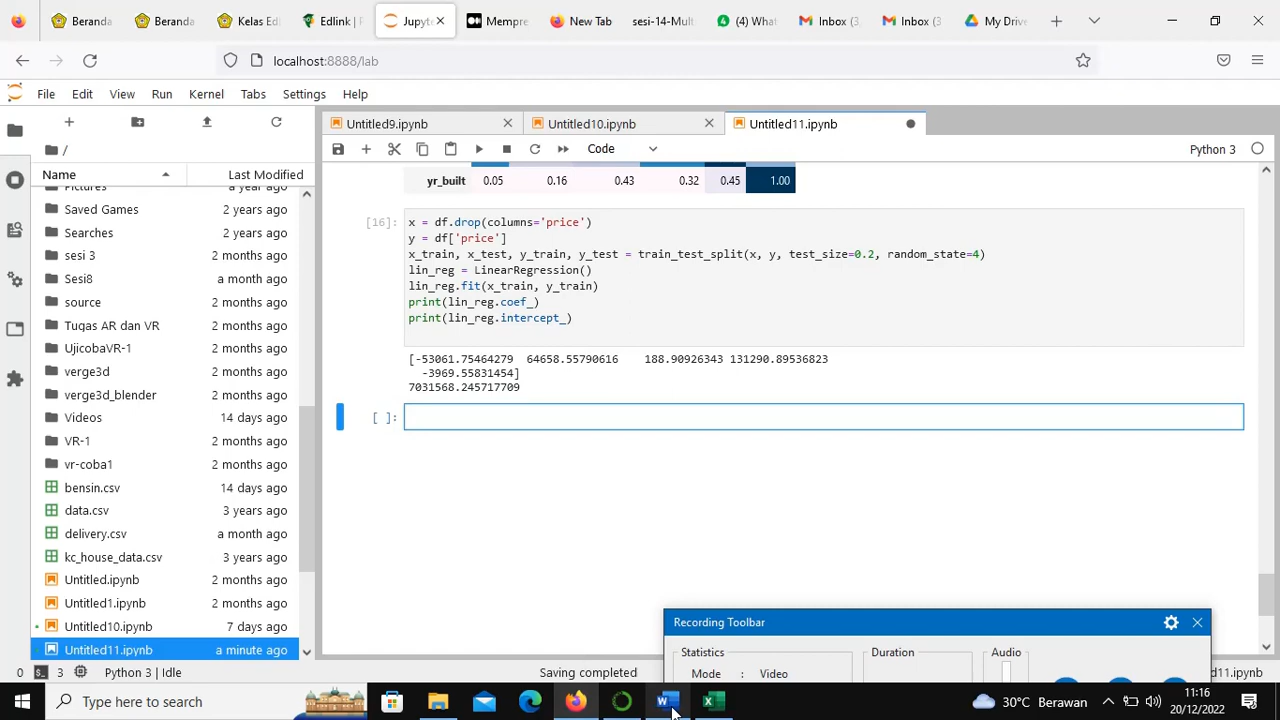 Beranda
Beranda
Kelas Ed
Edlink |
Jupyte
Mempre
New Tab
sesi-14-Mult
(4) What
Inbox (3
Inbox (
My Drive
localhost:8888/lab
File Edit View Run Kernel Tabs Settings Help
Untitled9.ipynb
Untitled10.ipynb
Untitled11.ipynb
Code
Python 3
/
Name Last Modified
Pictures a year ago
Saved Games 2 years ago
Searches 2 years ago
sesi 3 2 months ago
Sesi8 a month ago
source 2 months ago
Tugas AR dan VR 2 months ago
UjicobaVR-1 2 months ago
verge3d 2 months ago
verge3d_blender 2 months ago
Videos 14 days ago
VR-1 2 months ago
vr-coba1 2 months ago
bensin.csv 14 days ago
data.csv 3 years ago
delivery.csv a month ago
kc_house_data.csv 3 years ago
Untitled.ipynb 2 months ago
Untitled1.ipynb 2 months ago
Untitled10.ipynb 7 days ago
Untitled11.ipynb a minute ago
yr_built 0.05 0.16 0.43 0.32 0.45 1.00
[16]:
x = df.drop(columns='price')
y = df['price']
x_train, x_test, y_train, y_test = train_test_split(x, y, test_size=0.2, random_state=4)
lin_reg = LinearRegression()
lin_reg.fit(x_train, y_train)
print(lin_reg.coef_)
print(lin_reg.intercept_)
[-53061.75464279 64658.55790616 188.90926343 131290.89536823
-3969.55831454]
7031568.245717709
[ ]:
Recording Toolbar
Statistics Duration Audio
Mode : Video
0 3 Python 3 | Idle Saving completed d11.ipynb
Type here to search
30°C Berawan
11:16
20/12/2022